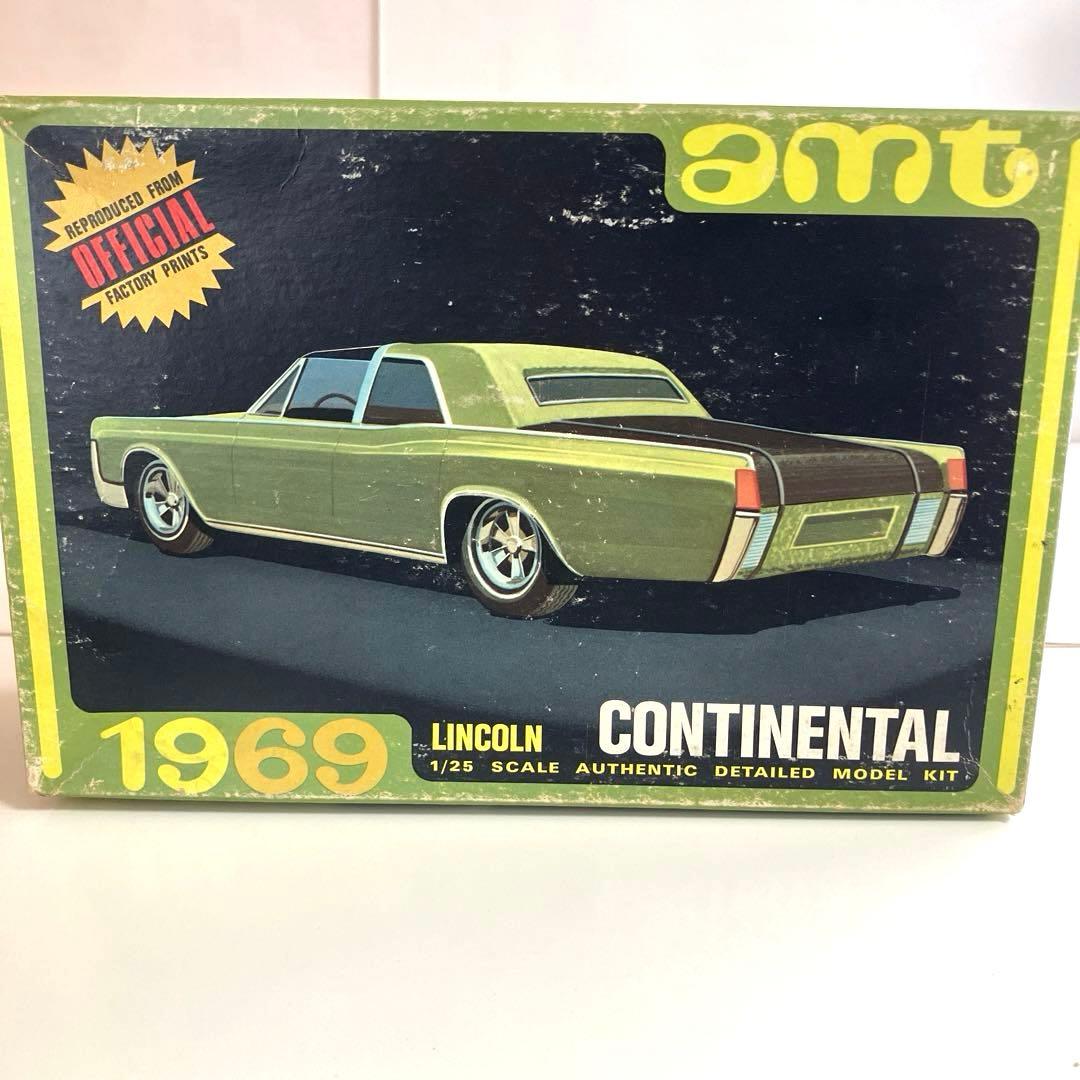 REPRODUCED FROM
OFFICIAL
FACTORY PRINTS
amt
1969
LINCOLN CONTINENTAL
1/25 SCALE AUTHENTIC DETAILED MODEL KIT